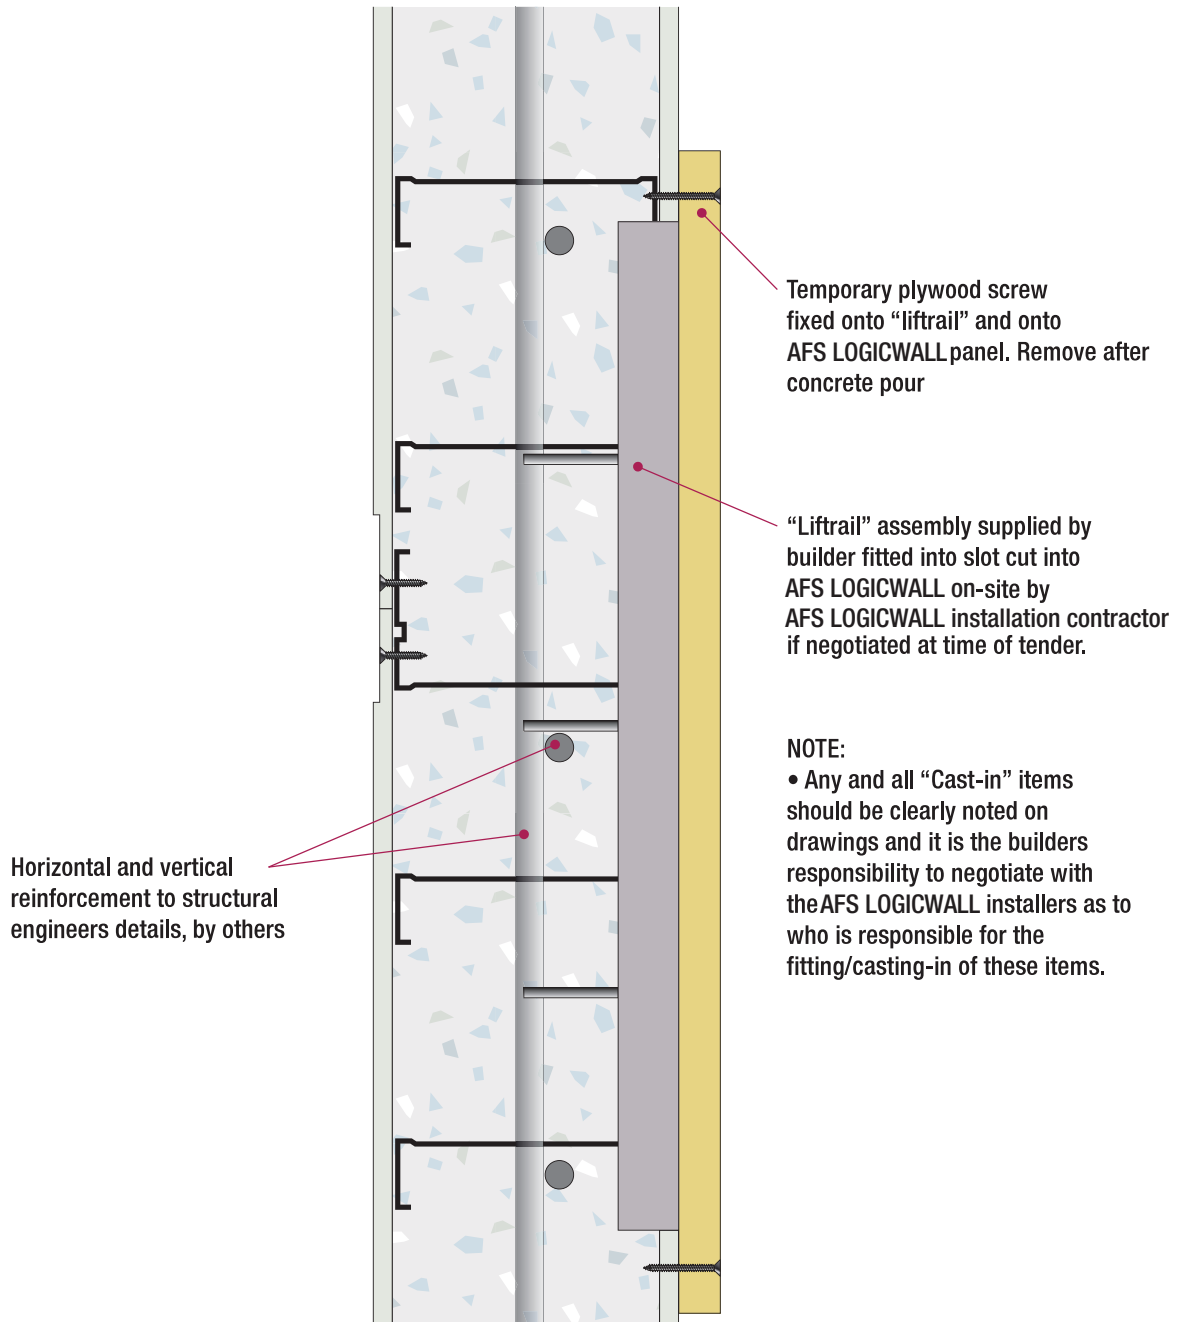 Temporary plywood screw
fixed onto “liftrail” and onto
AFS LOGICWALL panel. Remove after
concrete pour
“Liftrail” assembly supplied by
builder fitted into slot cut into
AFS LOGICWALL on-site by
AFS LOGICWALL installation contractor
if negotiated at time of tender.
NOTE:
• Any and all “Cast-in” items
should be clearly noted on
drawings and it is the builders
responsibility to negotiate with
the AFS LOGICWALL installers as to
who is responsible for the
fitting/casting-in of these items.
Horizontal and vertical
reinforcement to structural
engineers details, by others